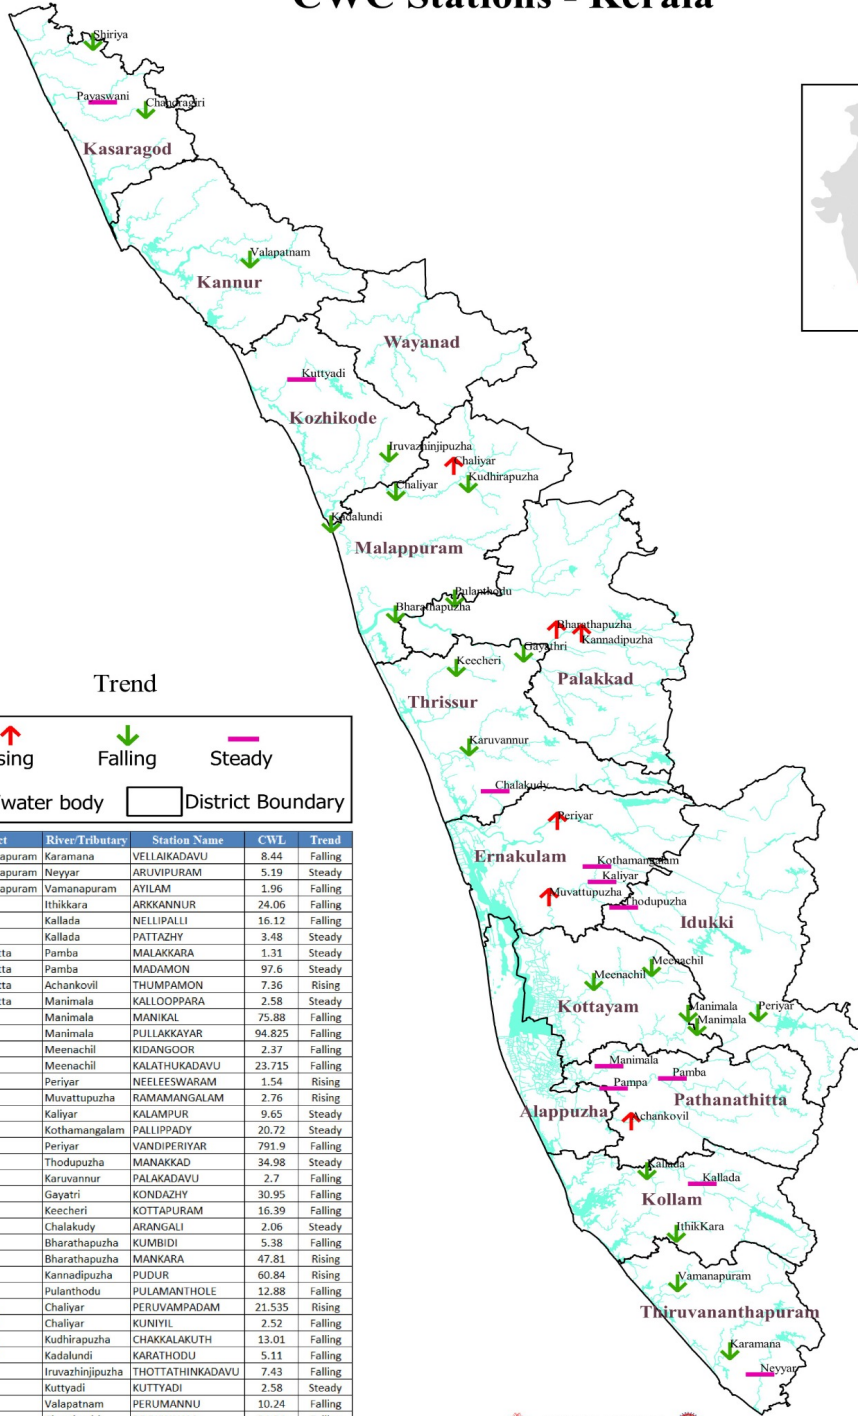 CWC Stations - Kerala
Shiriya
Payaswani
Chandragiri
Kasaragod
Valapatnam
Kannur
Wayanad
Kuttyadi
Kozhikode
Iruvazhinjipuzha
Chaliyar
Kudhirapuzha
Chaliyar
Kadalundi
Malappuram
Pulanthodu
Bharathapuzha
Bharathapuzha
Kannadipuzha
Gayathri
Keecheri
Palakkad
Thrissur
Karuvannur
Chalakudy
Periyar
Ernakulam
Kothamangalam
Kaliyar
Muvattupuzha
Thodupuzha
Idukki
Meenachil
Meenachil
Kottayam
Manimala
Periyar
Manimala
Manimala
Pamba
Pampa
Pathanathitta
Alappuzha
Achankovil
Kallada
Kallada
Kollam
IthikKara
Vamanapuram
Thiruvananthapuram
Karamana
Neyyar
Trend
sing Falling Steady
water body District Boundary
ct River/Tributary Station Name CWL Trend
apuram Karamana VELLAIKADAVU 8.44 Falling
apuram Neyyar ARUVIPURAM 5.19 Steady
apuram Vamanapuram AYILAM 1.96 Falling
Ithikkara ARKKANNUR 24.06 Falling
Kallada NELLIPALLI 16.12 Falling
Kallada PATTAZHY 3.48 Steady
tta Pamba MALAKKARA 1.31 Steady
tta Pamba MADAMON 97.6 Steady
tta Achankovil THUMPAMON 7.36 Rising
tta Manimala KALLOOPPARA 2.58 Steady
Manimala MANIKAL 75.88 Falling
Manimala PULLAKKAYAR 94.825 Falling
Meenachil KIDANGOOR 2.37 Falling
Meenachil KALATHUKADAVU 23.715 Falling
Periyar NEELEESWARAM 1.54 Rising
Muvattupuzha RAMAMANGALAM 2.76 Rising
Kaliyar KALAMPUR 9.65 Steady
Kothamangalam PALLIPPADY 20.72 Steady
Periyar VANDIPERIYAR 791.9 Falling
Thodupuzha MANAKKAD 34.98 Steady
Karuvannur PALAKADAVU 2.7 Falling
Gayatri KONDAZHY 30.95 Falling
Keecheri KOTTAPURAM 16.39 Falling
Chalakudy ARANGALI 2.06 Steady
Bharathapuzha KUMBIDI 5.38 Falling
Bharathapuzha MANKARA 47.81 Rising
Kannadipuzha PUDUR 60.84 Rising
Pulanthodu PULAMANTHOLE 12.88 Falling
Chaliyar PERUVAMPADAM 21.535 Rising
Chaliyar KUNIYIL 2.52 Falling
Kudhirapuzha CHAKKALAKUTH 13.01 Falling
Kadalundi KARATHODU 5.11 Falling
Iruvazhinjipuzha THOTTATHINKADAVU 7.43 Falling
Kuttyadi KUTTYADI 2.58 Steady
Valapatnam PERUMANNU 10.24 Falling